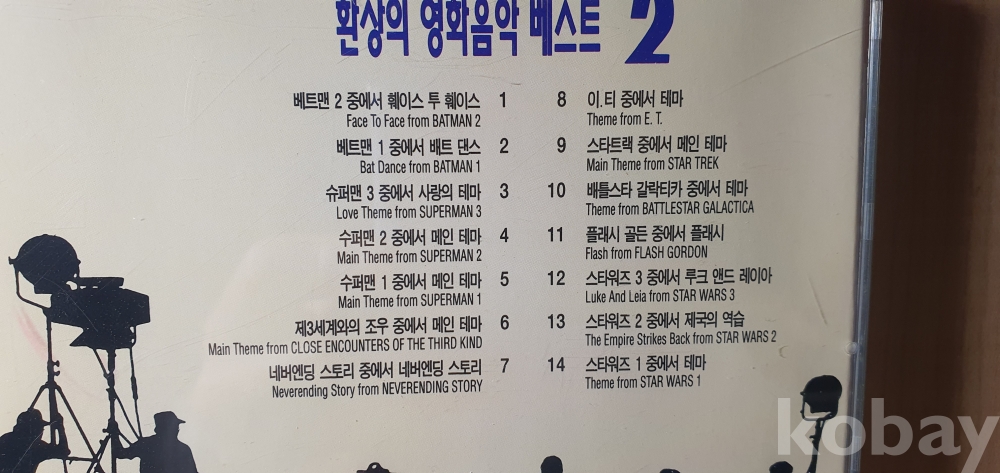 환상의 영화음악 베스트 2
베트맨 2 중에서 훼이스 투 훼이스 1
Face To Face from BATMAN 2
베트맨 1 중에서 배트 댄스 2
Bat Dance from BATMAN 1
슈퍼맨 3 중에서 사랑의 테마 3
Love Theme from SUPERMAN 3
수퍼맨 2 중에서 메인 테마 4
Main Theme from SUPERMAN 2
수퍼맨 1 중에서 메인 테마 5
Main Theme from SUPERMAN 1
제3세계와의 조우 중에서 메인 테마 6
Main Theme from CLOSE ENCOUNTERS OF THE THIRD KIND
네버엔딩 스토리 중에서 네버엔딩 스토리 7
Neverending Story from NEVERENDING STORY
8 이.티 중에서 테마
Theme from E. T.
9 스타트랙 중에서 메인 테마
Main Theme from STAR TREK
10 배틀스타 갈락티카 중에서 테마
Theme from BATTLESTAR GALACTICA
11 플래시 골든 중에서 플래시
Flash from FLASH GORDON
12 스타워즈 3 중에서 루크 앤드 레이아
Luke And Leia from STAR WARS 3
13 스타워즈 2 중에서 제국의 역습
The Empire Strikes Back from STAR WARS 2
14 스타워즈 1 중에서 테마
Theme from STAR WARS 1
kobay